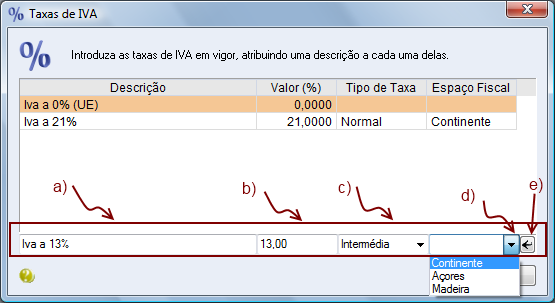 % Taxas de IVA
% Introduza as taxas de IVA em vigor, atribuindo uma descrição a cada uma delas.
Descrição Valor (%) Tipo de Taxa Espaço Fiscal
Iva a 0% (UE) 0,0000
Iva a 21% 21,0000 Normal Continente
a) b) c) d) e)
Iva a 13% 13,00 Intermédia
Continente
Açores
Madeira